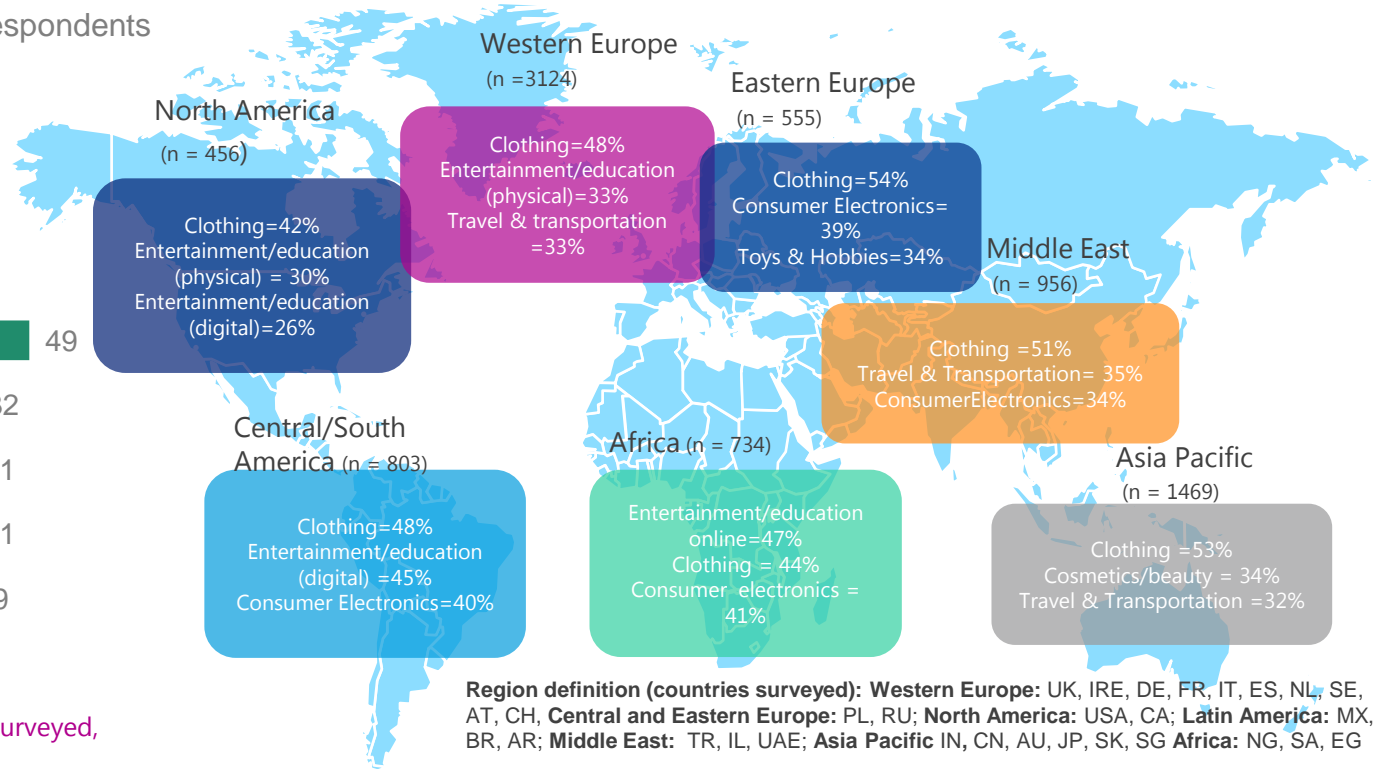 Western Europe
(n =3124)
Eastern Europe
(n = 555)
North America
(n = 456)
Clothing=48%
Entertainment/education
(physical)=33%
Travel & transportation
=33%
Clothing=54%
Consumer Electronics=
39%
Toys & Hobbies=34%
Clothing=42%
Entertainment/education
(physical) = 30%
Entertainment/education
(digital)=26%
Middle East
(n = 956)
49
Clothing =51%
Travel & Transportation= 35%
ConsumerElectronics=34%
Central/South
America (n = 803)
Africa (n = 734)
Asia Pacific
(n = 1469)
Clothing=48%
Entertainment/education
(digital) =45%
Consumer Electronics=40%
Entertainment/education
online=47%
Clothing = 44%
Consumer electronics =
41%
Clothing =53%
Cosmetics/beauty = 34%
Travel & Transportation =32%
Region definition (countries surveyed): Western Europe: UK, IRE, DE, FR, IT, ES, NL, SE,
AT, CH, Central and Eastern Europe: PL, RU; North America: USA, CA; Latin America: MX,
BR, AR; Middle East: TR, IL, UAE; Asia Pacific IN, CN, AU, JP, SK, SG Africa: NG, SA, EG